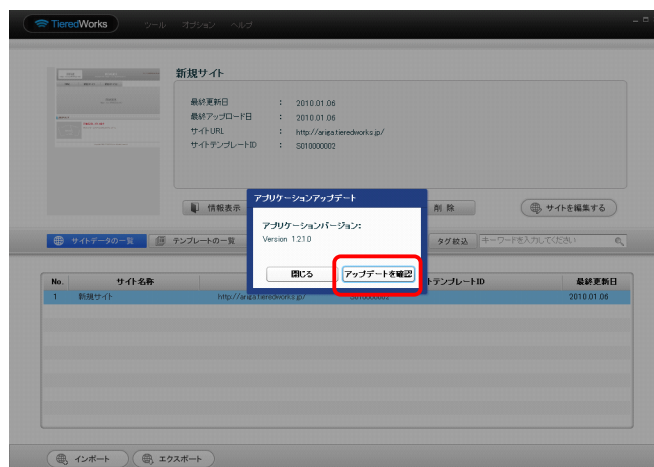 TieredWorks ツール オプション ヘルプ
新規サイト
最終更新日 : 2010.01.06
最終アップロード日 : 2010.01.06
サイトURL : http://ariga.tieredworks.jp/
サイトテンプレートID : S010000002
情報表示 削 除 サイトを編集する
アプリケーションアップデート
アプリケーションバージョン:
Version 1.21.0
閉じる アップデートを確認
サイトデータの一覧 テンプレートの一覧 タグ絞込 キーワードを入力してください
No. サイト名称 トテンプレートID 最終更新日
1 新規サイト http://ariga.tieredworks.jp/ S010000002 2010.01.06
インポート エクスポート